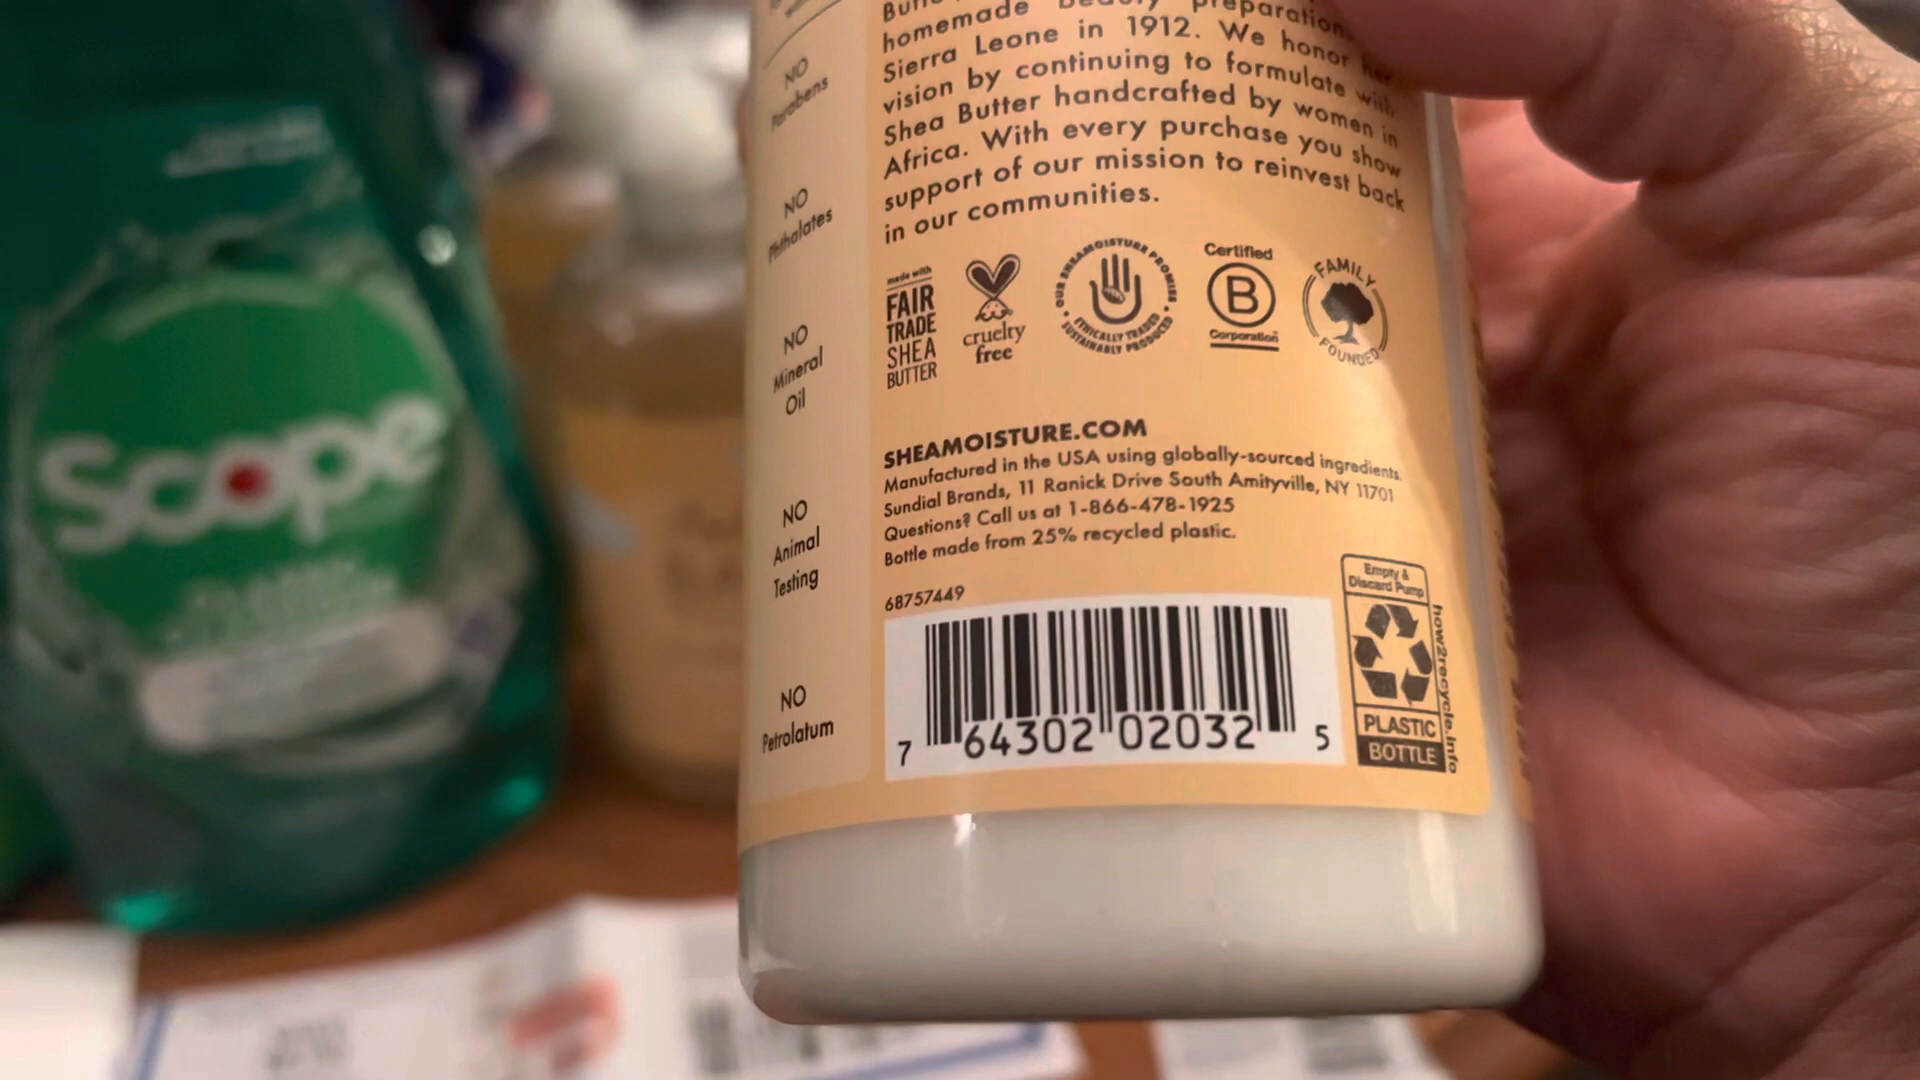 homemade Beauty preparations
Sierra Leone in 1912. We honor her
vision by continuing to formulate with
Shea Butter handcrafted by women in
Africa. With every purchase you show
support of our mission to reinvest back
in our communities.
made with
FAIR
TRADE
SHEA
BUTTER
cruelty
free
OUR SHEAMOISTURE PROMISE
ETHICALLY TRADED
SUSTAINABLY PRODUCED
Certified
B
Corporation
FAMILY
FOUNDED
NO
Parabens
NO
Phthalates
NO
Mineral
Oil
NO
Animal
Testing
NO
Petrolatum
SHEAMOISTURE.COM
Manufactured in the USA using globally-sourced ingredients.
Sundial Brands, 11 Ranick Drive South Amityville, NY 11701
Questions? Call us at 1-866-478-1925
Bottle made from 25% recycled plastic.
68757449
7 64302 02032 5
Empty &
Discard Pump
PLASTIC
BOTTLE
how2recycle.info
scope